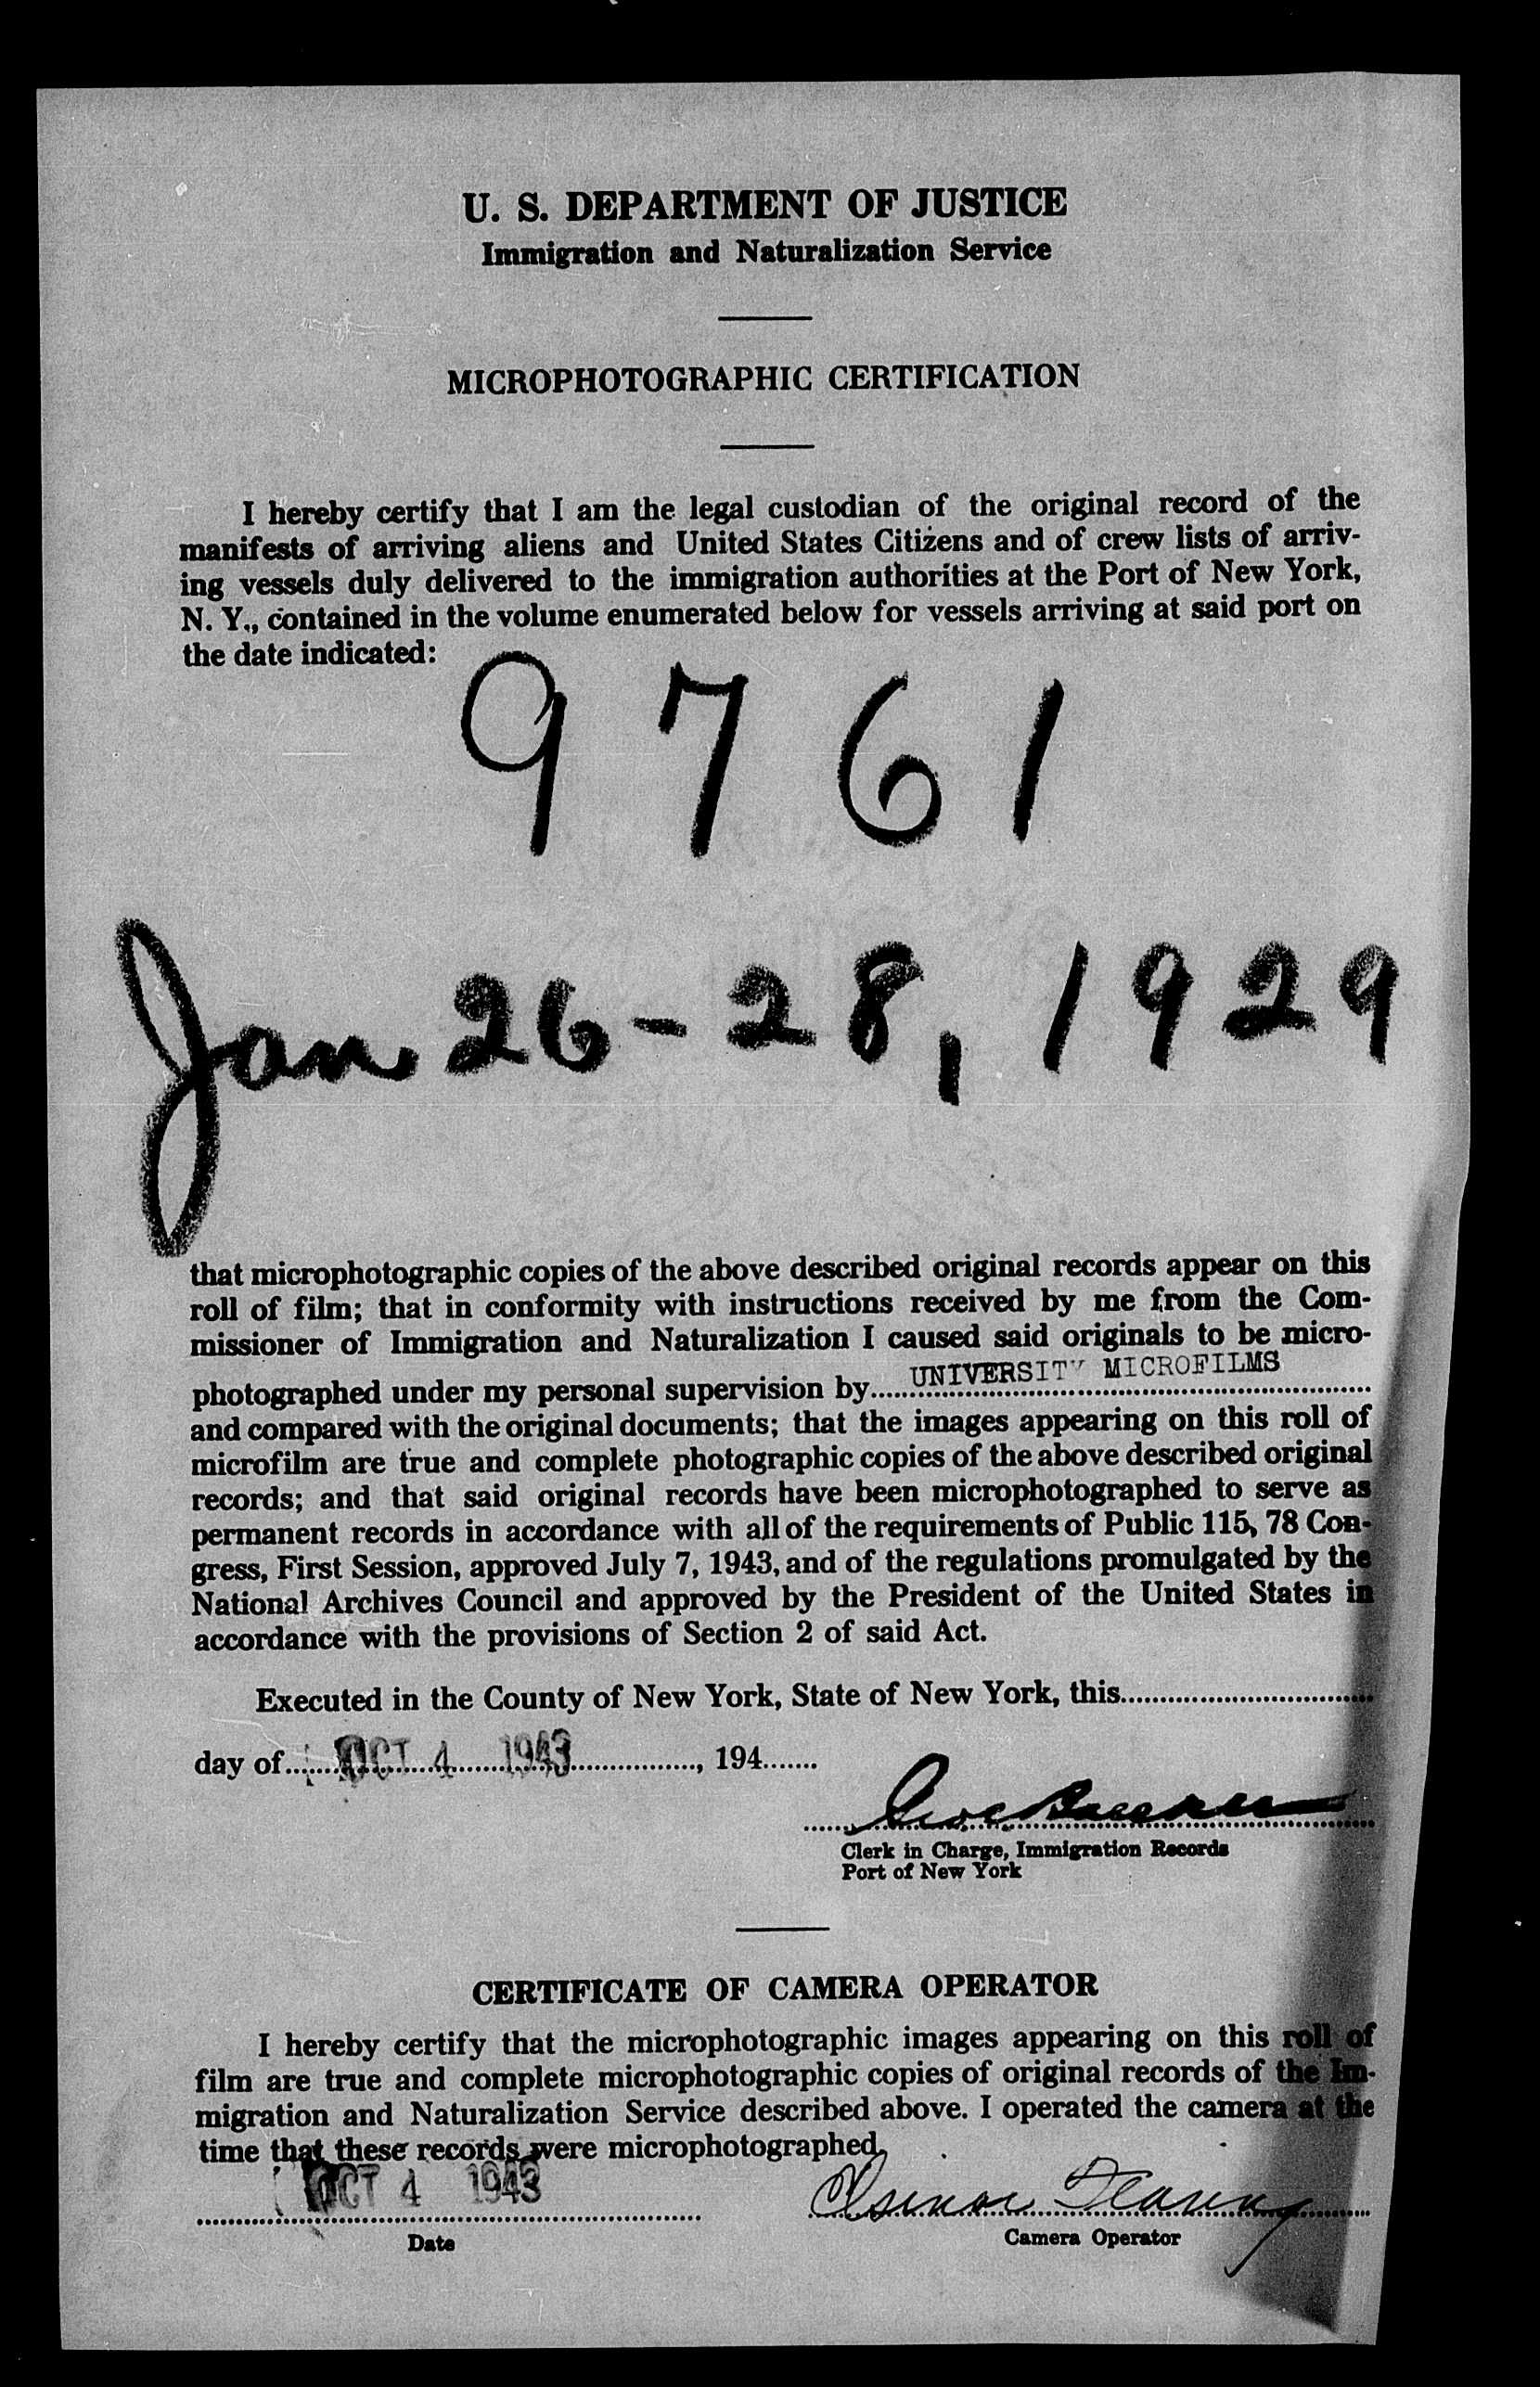 U. S. DEPARTMENT OF JUSTICE
Immigration and Naturalization Service
MICROPHOTOGRAPHIC CERTIFICATION
I hereby certify that I am the legal custodian of the original record of the
manifests of arriving aliens and United States Citizens and of crew lists of arriv-
ing vessels duly delivered to the immigration authorities at the Port of New York,
N. Y., contained in the volume enumerated below for vessels arriving at said port on
the date indicated:
9761
Jan 26-28, 1929
that microphotographic copies of the above described original records appear on this
roll of film; that in conformity with instructions received by me from the Com-
missioner of Immigration and Naturalization I caused said originals to be micro-
photographed under my personal supervision by UNIVERSITY MICROFILMS
and compared with the original documents; that the images appearing on this roll of
microfilm are true and complete photographic copies of the above described original
records; and that said original records have been microphotographed to serve as
permanent records in accordance with all of the requirements of Public 115, 78 Con-
gress, First Session, approved July 7, 1943, and of the regulations promulgated by the
National Archives Council and approved by the President of the United States in
accordance with the provisions of Section 2 of said Act.
Executed in the County of New York, State of New York, this
day of OCT 4 1943, 194
Clerk in Charge, Immigration Records
Port of New York
CERTIFICATE OF CAMERA OPERATOR
I hereby certify that the microphotographic images appearing on this roll of
film are true and complete microphotographic copies of original records of the Im-
migration and Naturalization Service described above. I operated the camera at the
time that these records were microphotographed.
OCT 4 1943
Date
Camera Operator